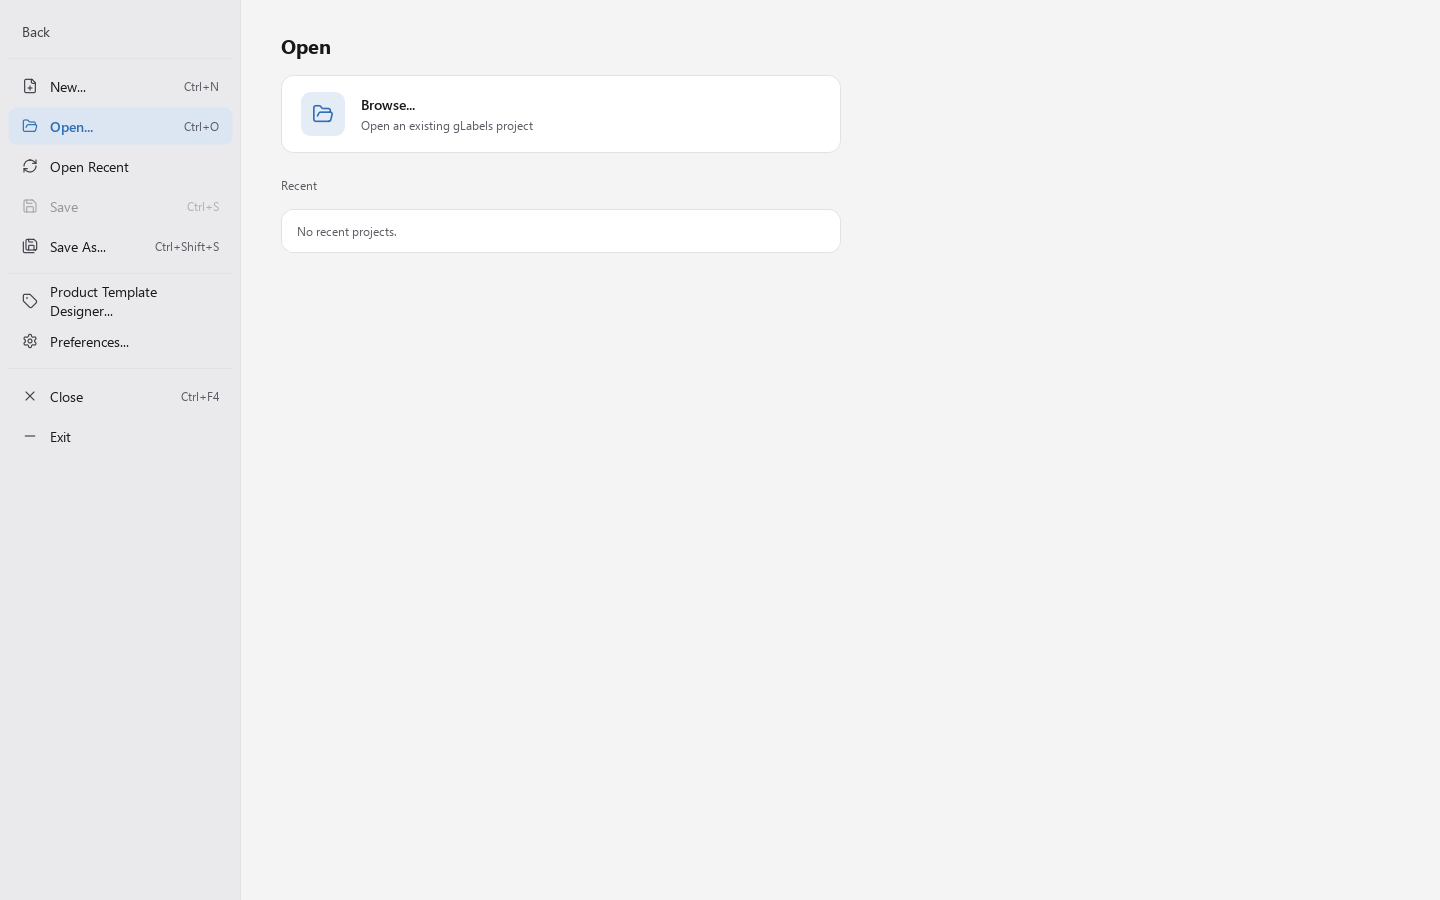 Back
New... Ctrl+N
Open... Ctrl+O
Open Recent
Save Ctrl+S
Save As... Ctrl+Shift+S
Product Template
Designer...
Preferences...
Close Ctrl+F4
Exit
Open
Browse...
Open an existing gLabels project
Recent
No recent projects.